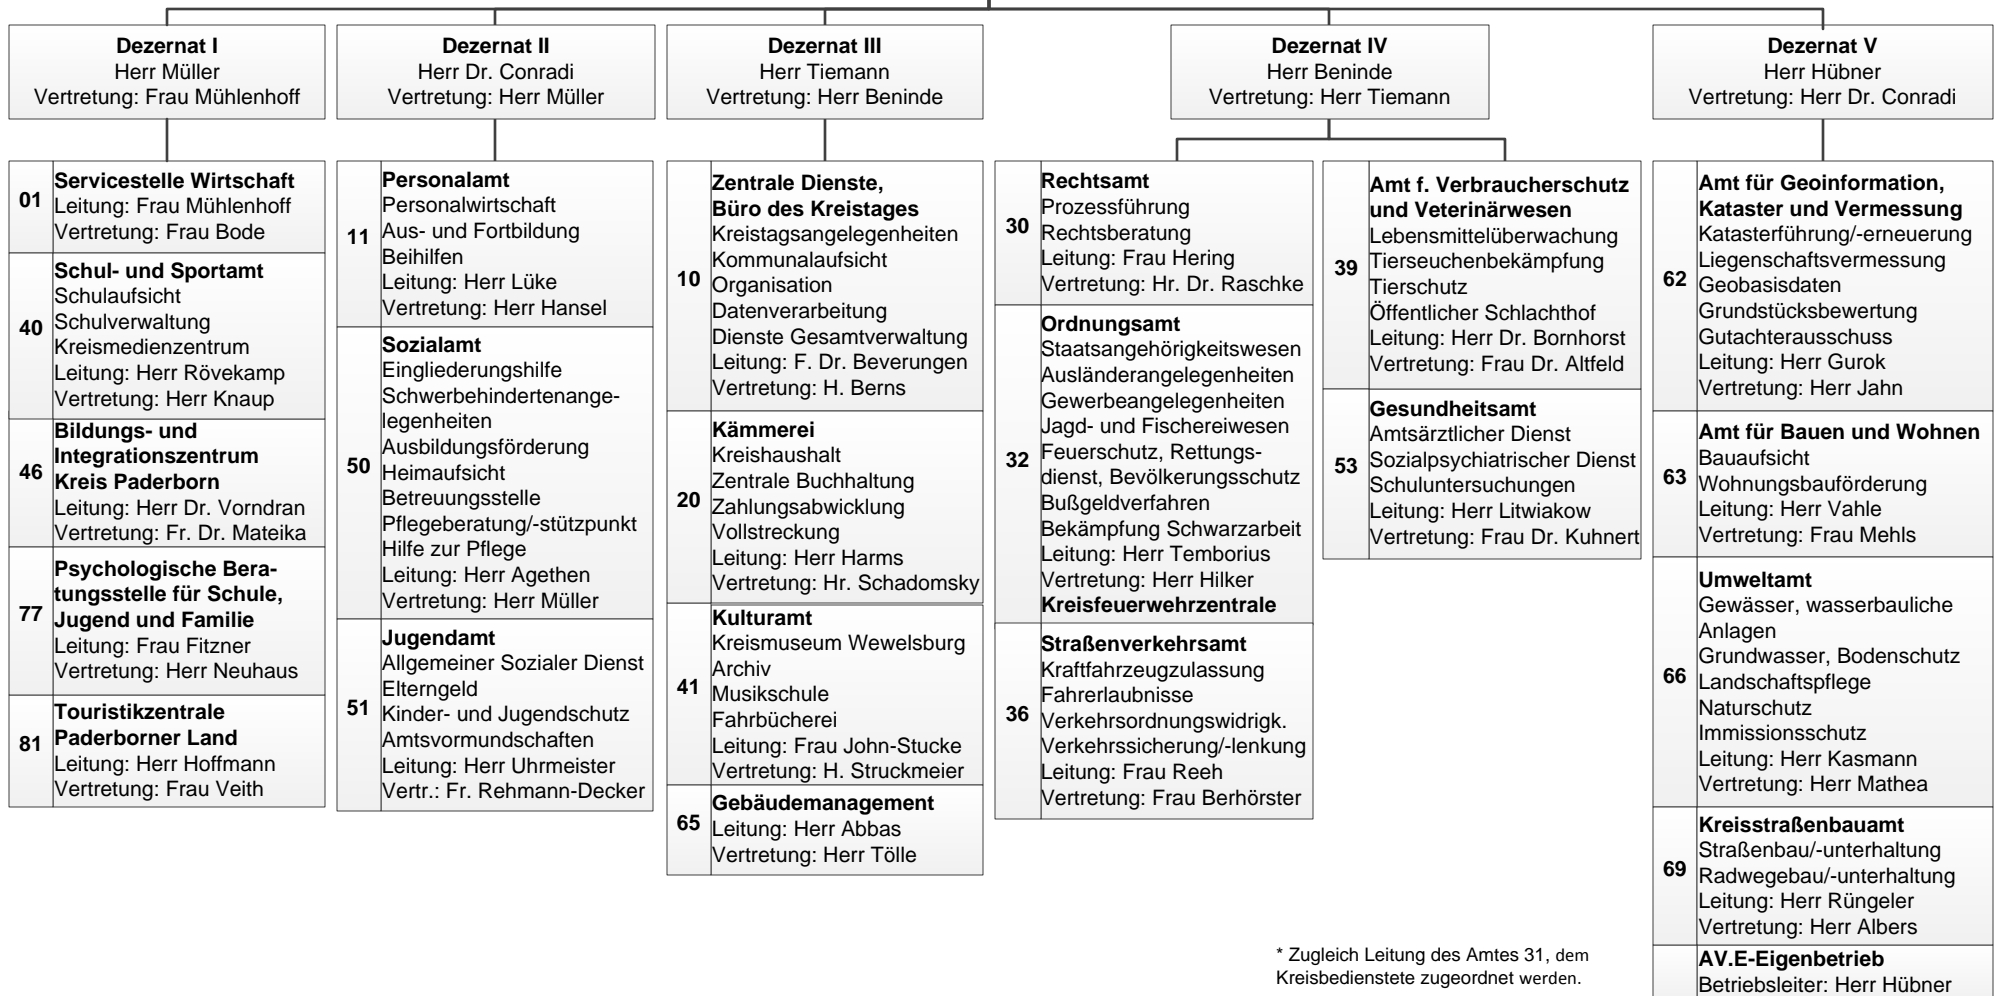 Dezernat I
Herr Müller
Vertretung: Frau Mühlenhoff
Dezernat II
Herr Dr. Conradi
Vertretung: Herr Müller
Dezernat III
Herr Tiemann
Vertretung: Herr Beninde
Dezernat IV
Herr Beninde
Vertretung: Herr Tiemann
Dezernat V
Herr Hübner
Vertretung: Herr Dr. Conradi
01
Servicestelle Wirtschaft
Leitung: Frau Mühlenhoff
Vertretung: Frau Bode
40
Schul- und Sportamt
Schulaufsicht
Schulverwaltung
Kreismedienzentrum
Leitung: Herr Rövekamp
Vertretung: Herr Knaup
46
Bildungs- und
Integrationszentrum
Kreis Paderborn
Leitung: Herr Dr. Vorndran
Vertretung: Fr. Dr. Mateika
77
Psychologische Bera-
tungsstelle für Schule,
Jugend und Familie
Leitung: Frau Fitzner
Vertretung: Herr Neuhaus
81
Touristikzentrale
Paderborner Land
Leitung: Herr Hoffmann
Vertretung: Frau Veith
11
Personalamt
Personalwirtschaft
Aus- und Fortbildung
Beihilfen
Leitung: Herr Lüke
Vertretung: Herr Hansel
50
Sozialamt
Eingliederungshilfe
Schwerbehindertenange-
legenheiten
Ausbildungsförderung
Heimaufsicht
Betreuungsstelle
Pflegeberatung/-stützpunkt
Hilfe zur Pflege
Leitung: Herr Agethen
Vertretung: Herr Müller
51
Jugendamt
Allgemeiner Sozialer Dienst
Elterngeld
Kinder- und Jugendschutz
Amtsvormundschaften
Leitung: Herr Uhrmeister
Vertr.: Fr. Rehmann-Decker
10
Zentrale Dienste,
Büro des Kreistages
Kreistagsangelegenheiten
Kommunalaufsicht
Organisation
Datenverarbeitung
Dienste Gesamtverwaltung
Leitung: F. Dr. Beverungen
Vertretung: H. Berns
20
Kämmerei
Kreishaushalt
Zentrale Buchhaltung
Zahlungsabwicklung
Vollstreckung
Leitung: Herr Harms
Vertretung: Hr. Schadomsky
41
Kulturamt
Kreismuseum Wewelsburg
Archiv
Musikschule
Fahrbücherei
Leitung: Frau John-Stucke
Vertretung: H. Struckmeier
65
Gebäudemanagement
Leitung: Herr Abbas
Vertretung: Herr Tölle
30
Rechtsamt
Prozessführung
Rechtsberatung
Leitung: Frau Hering
Vertretung: Hr. Dr. Raschke
32
Ordnungsamt
Staatsangehörigkeitswesen
Ausländerangelegenheiten
Gewerbeangelegenheiten
Jagd- und Fischereiwesen
Feuerschutz, Rettungs-
dienst, Bevölkerungsschutz
Bußgeldverfahren
Bekämpfung Schwarzarbeit
Leitung: Herr Temborius
Vertretung: Herr Hilker
Kreisfeuerwehrzentrale
36
Straßenverkehrsamt
Kraftfahrzeugzulassung
Fahrerlaubnisse
Verkehrsordnungswidrigk.
Verkehrssicherung/-lenkung
Leitung: Frau Reeh
Vertretung: Frau Berhörster
39
Amt f. Verbraucherschutz
und Veterinärwesen
Lebensmittelüberwachung
Tierseuchenbekämpfung
Tierschutz
Öffentlicher Schlachthof
Leitung: Herr Dr. Bornhorst
Vertretung: Frau Dr. Altfeld
53
Gesundheitsamt
Amtsärztlicher Dienst
Sozialpsychiatrischer Dienst
Schuluntersuchungen
Leitung: Herr Litwiakow
Vertretung: Frau Dr. Kuhnert
62
Amt für Geoinformation,
Kataster und Vermessung
Katasterführung/-erneuerung
Liegenschaftsvermessung
Geobasisdaten
Grundstücksbewertung
Gutachterausschuss
Leitung: Herr Gurok
Vertretung: Herr Jahn
63
Amt für Bauen und Wohnen
Bauaufsicht
Wohnungsbauförderung
Leitung: Herr Vahle
Vertretung: Frau Mehls
66
Umweltamt
Gewässer, wasserbauliche
Anlagen
Grundwasser, Bodenschutz
Landschaftspflege
Naturschutz
Immissionsschutz
Leitung: Herr Kasmann
Vertretung: Herr Mathea
69
Kreisstraßenbauamt
Straßenbau/-unterhaltung
Radwegebau/-unterhaltung
Leitung: Herr Rüngeler
Vertretung: Herr Albers
AV.E-Eigenbetrieb
Betriebsleiter: Herr Hübner
* Zugleich Leitung des Amtes 31, dem
Kreisbedienstete zugeordnet werden.